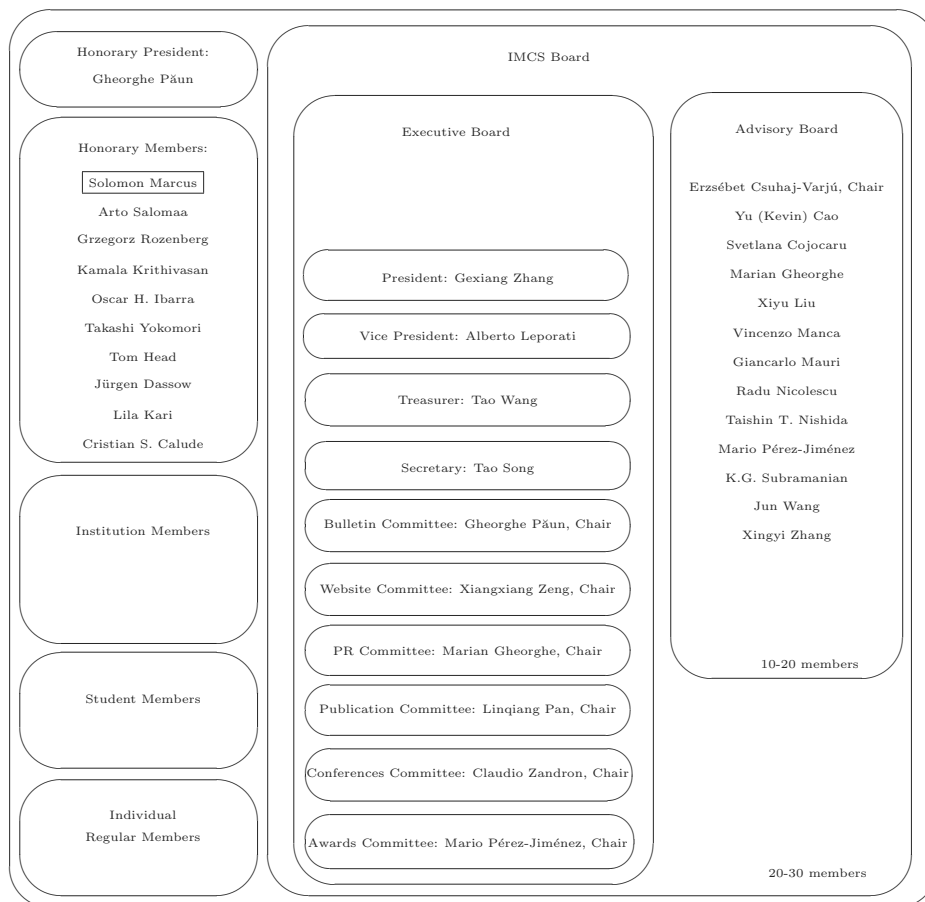 Honorary President:
Gheorghe Păun
Honorary Members:
Solomon Marcus
Arto Salomaa
Grzegorz Rozenberg
Kamala Krithivasan
Oscar H. Ibarra
Takashi Yokomori
Tom Head
Jürgen Dassow
Lila Kari
Cristian S. Calude
Institution Members
Student Members
Individual
Regular Members
IMCS Board
Executive Board
President: Gexiang Zhang
Vice President: Alberto Leporati
Treasurer: Tao Wang
Secretary: Tao Song
Bulletin Committee: Gheorghe Păun, Chair
Website Committee: Xiangxiang Zeng, Chair
PR Committee: Marian Gheorghe, Chair
Publication Committee: Linqiang Pan, Chair
Conferences Committee: Claudio Zandron, Chair
Awards Committee: Mario Pérez-Jiménez, Chair
Advisory Board
Erzsébet Csuhaj-Varjú, Chair
Yu (Kevin) Cao
Svetlana Cojocaru
Marian Gheorghe
Xiyu Liu
Vincenzo Manca
Giancarlo Mauri
Radu Nicolescu
Taishin T. Nishida
Mario Pérez-Jiménez
K.G. Subramanian
Jun Wang
Xingyi Zhang
10-20 members
20-30 members